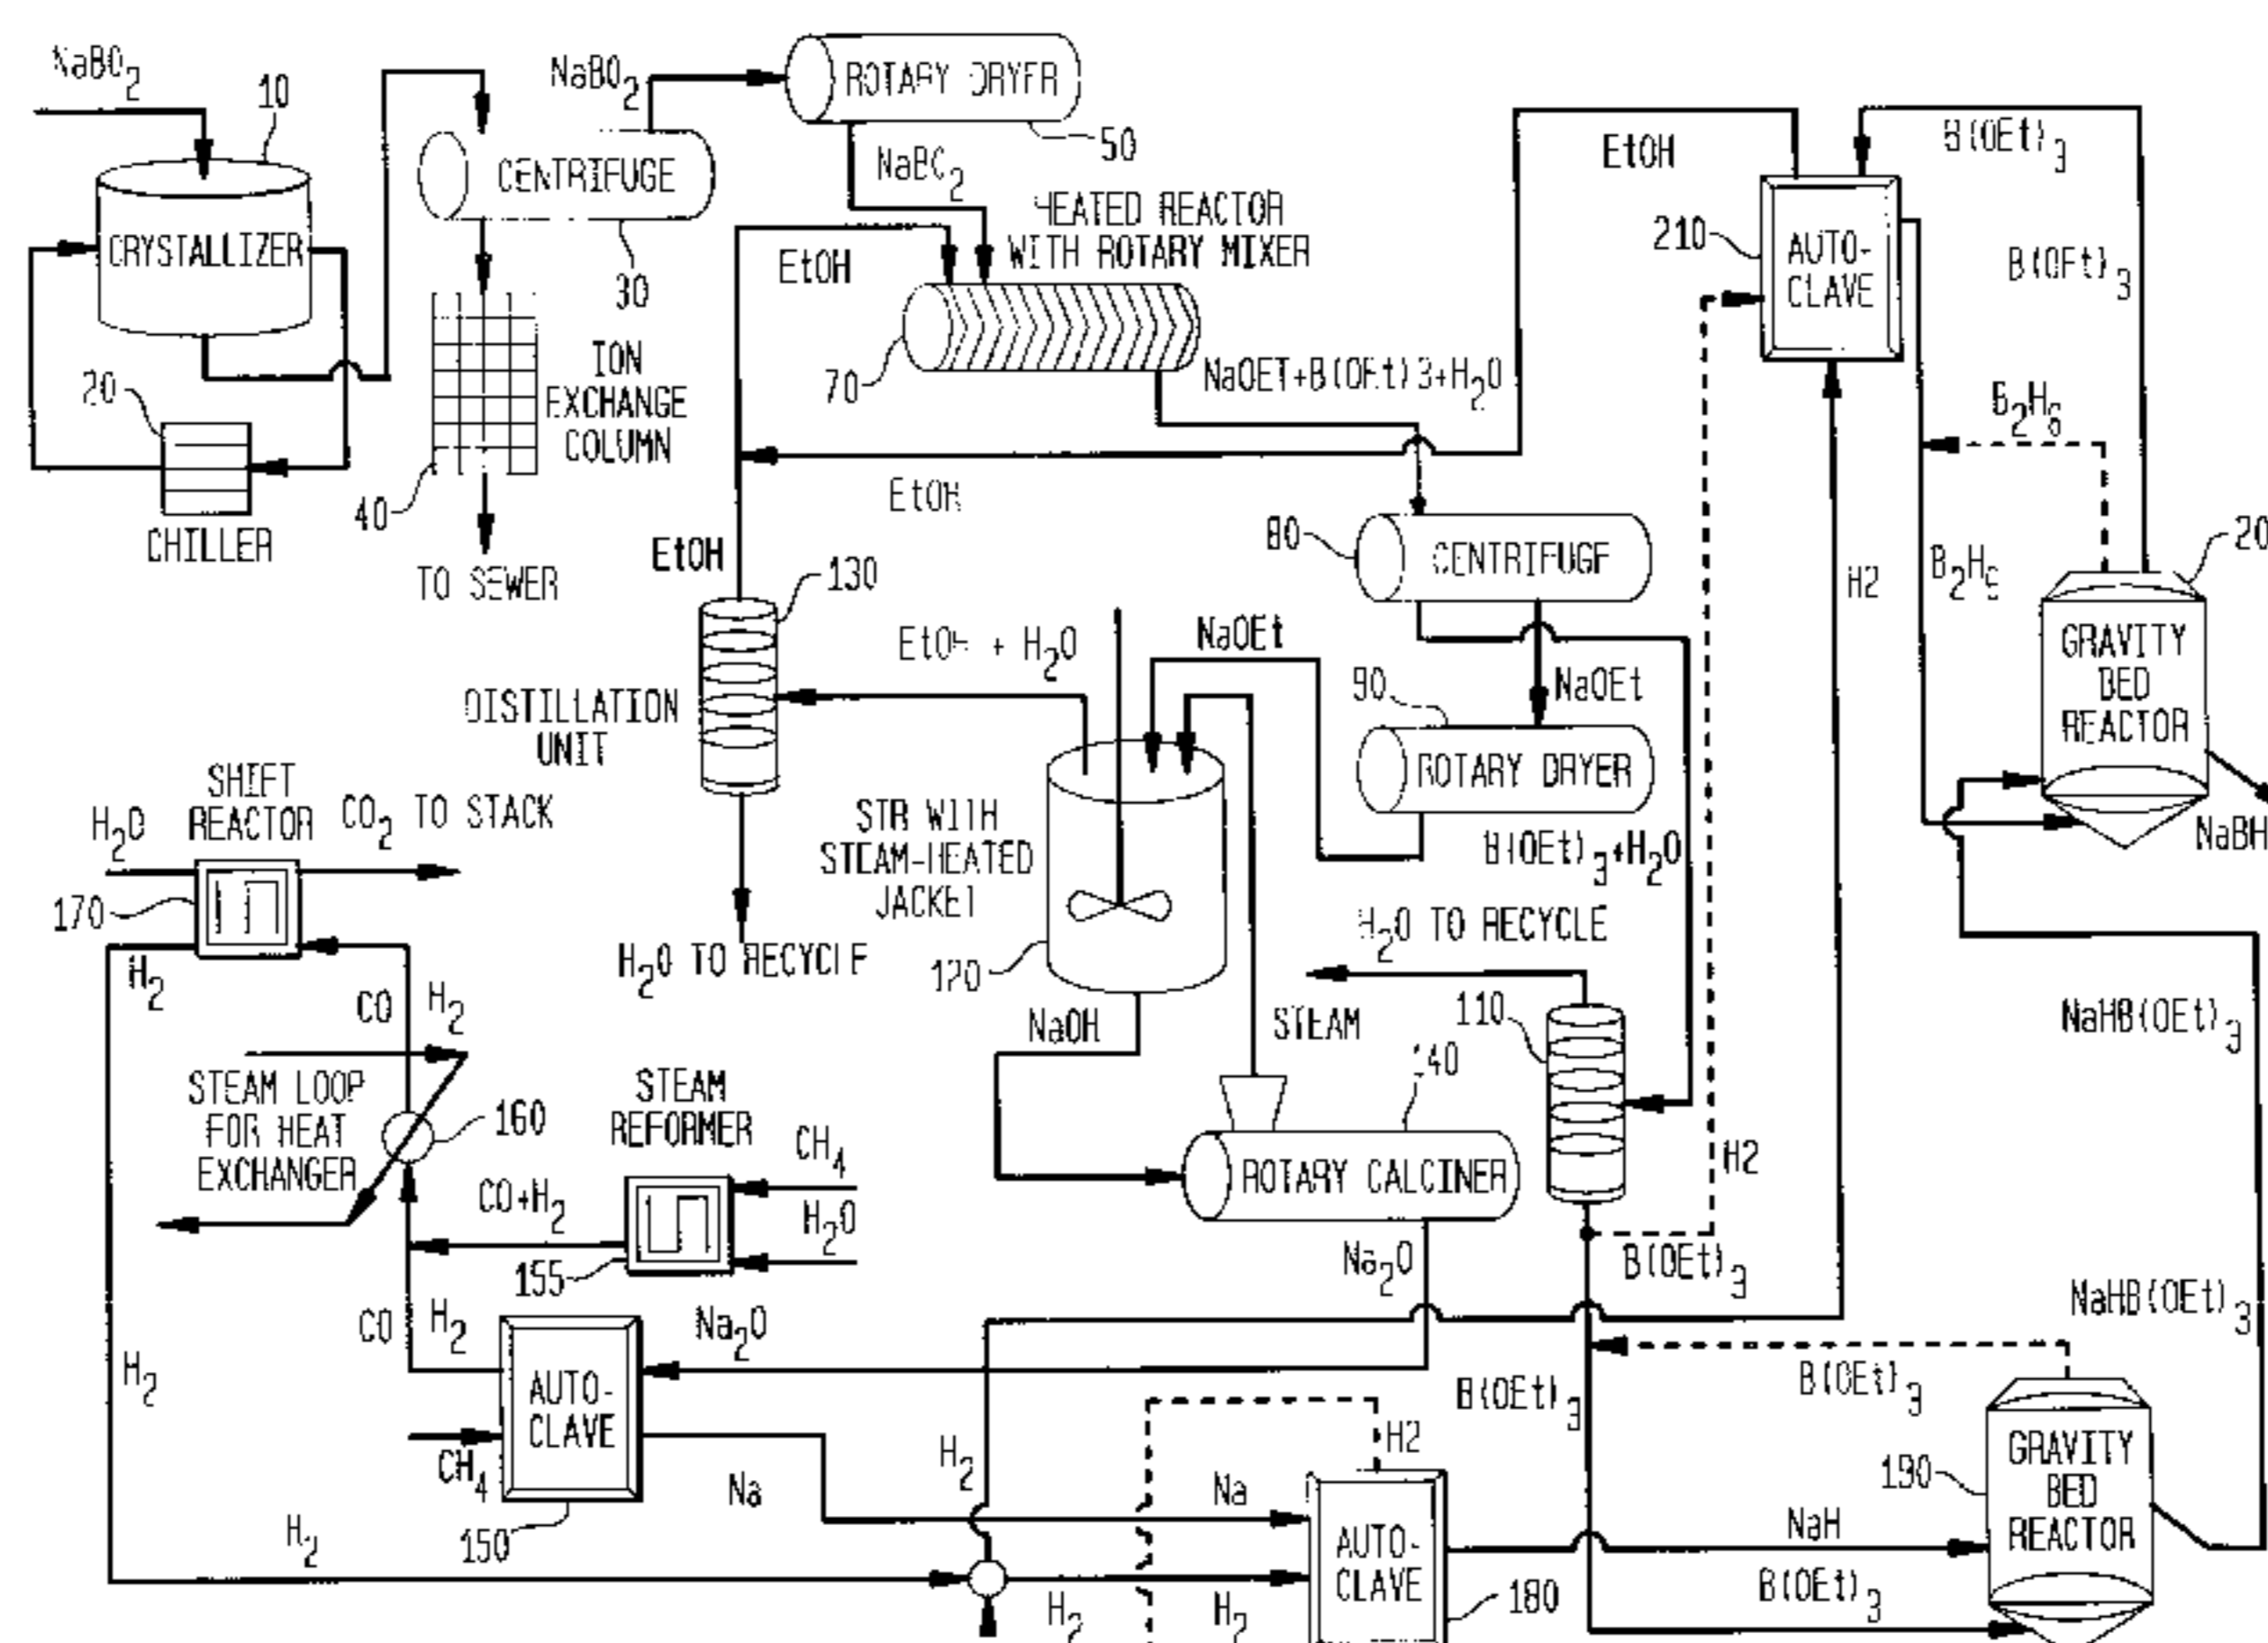 NaBO2
10
CRYSTALLIZER
20
CHILLER
NaBO2
CENTRIFUGE
30
ION
EXCHANGE
COLUMN
40
TO SEWER
ROTARY DRYER
50
NaBO2
HEATED REACTOR
WITH ROTARY MIXER
EtOH
70
NaOET+B(OEt)3+H2O
EtOH
EtOH
EtOH
B(OEt)3
210
AUTO-
CLAVE
B(OEt)3
B2H6
B2H6
H2
20
GRAVITY
BED
REACTOR
NaBH
80
CENTRIFUGE
NaOEt
NaOEt
90
ROTARY DRYER
B(OEt)3+H2O
130
EtOH + H2O
DISTILLATION
UNIT
H2O TO RECYCLE
STR WITH
STEAM-HEATED
JACKET
120
NaOH
STEAM
H2O TO RECYCLE
110
140
ROTARY CALCINER
Na2O
H2
B(OEt)3
SHIFT
REACTOR
H2O
CO2 TO STACK
170
H2
CO
H2
STEAM LOOP
FOR HEAT
EXCHANGER
160
STEAM
REFORMER
CH4
H2O
CO+H2
155
CO
H2
Na2O
H2
AUTO-
CLAVE
CH4
150
Na
H2
H2
Na
H2
H2
H2
AUTO-
CLAVE
180
B(OEt)3
B(OEt)3
NaHB(OEt)3
NaHB(OEt)3
190
GRAVITY
BED
REACTOR
NaH
B(OEt)3